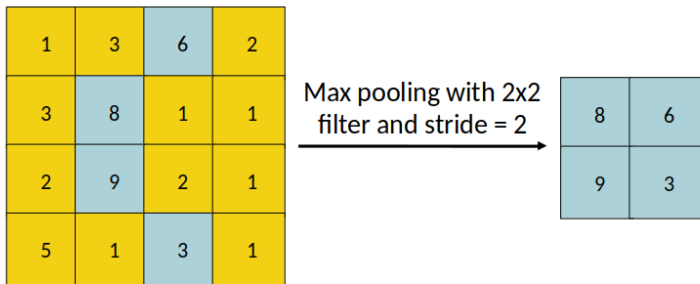 1 3 6 2
3 8 1 1
2 9 2 1
5 1 3 1
Max pooling with 2x2
filter and stride = 2
8 6
9 3